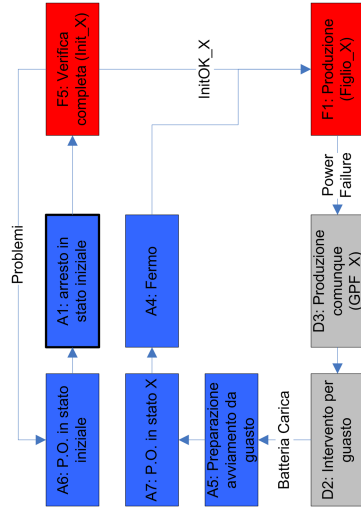 Problemi
A6: P.O. in stato
iniziale
A1: arresto in
stato iniziale
F5: Verifica
completa (Init_X)
A7: P.O. in stato X
A4: Fermo
InitOK_X
A5: Preparazione
avviamento da
guasto
Batteria Carica
D2: Intervento per
guasto
D3: Produzione
comunque
(GPF_X)
Power
Failure
F1: Produzione
(Figlio_X)